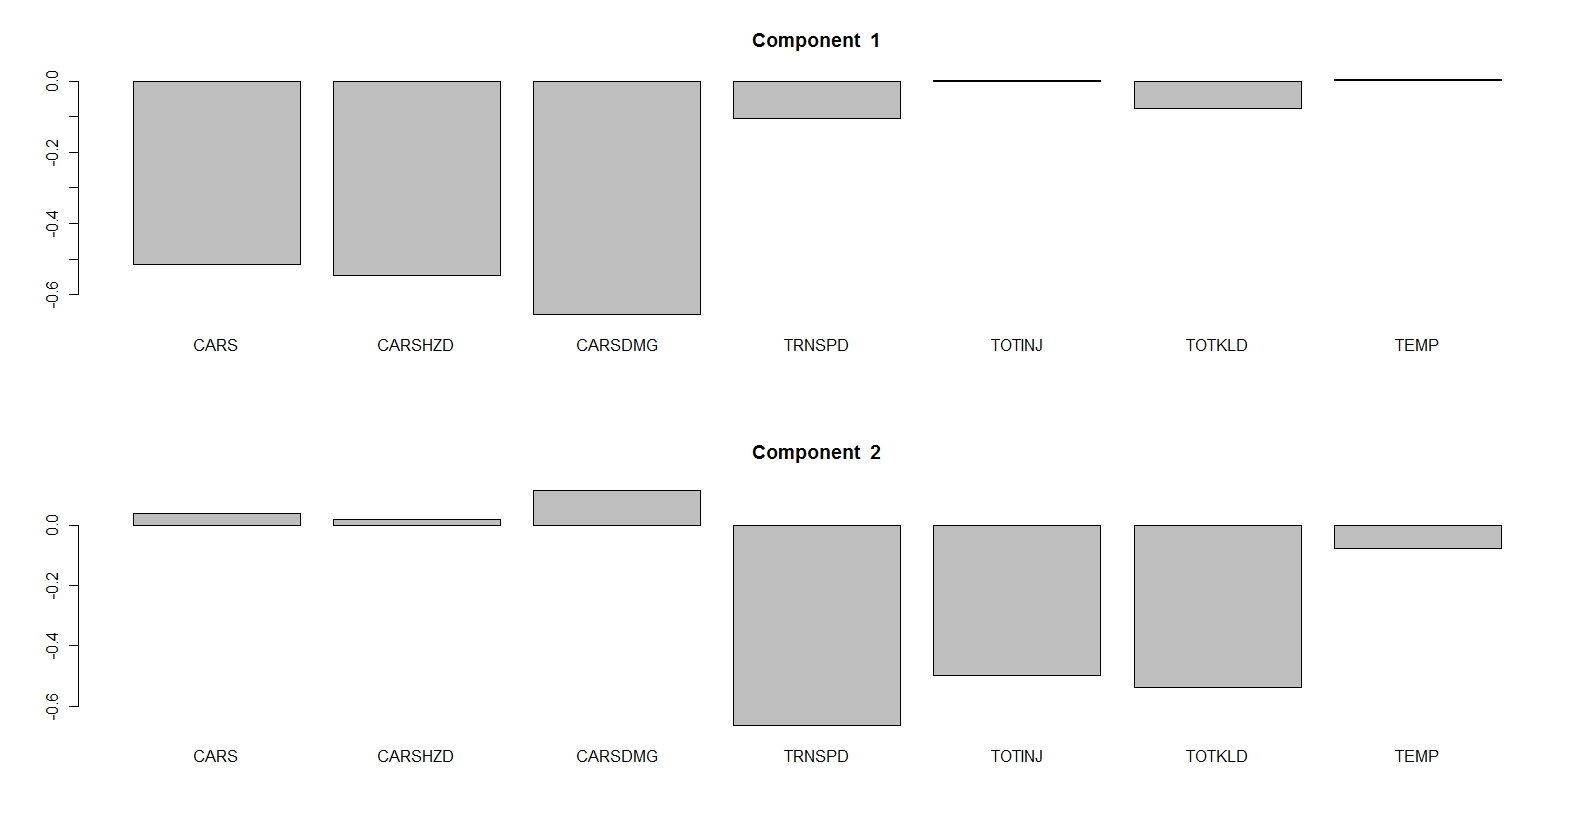 Component 1
0.0
-0.2
-0.4
-0.6
CARS CARSHZD CARSDMG TRNSPD TOTINJ TOTKLD TEMP
Component 2
0.0
-0.2
-0.4
-0.6
CARS CARSHZD CARSDMG TRNSPD TOTINJ TOTKLD TEMP